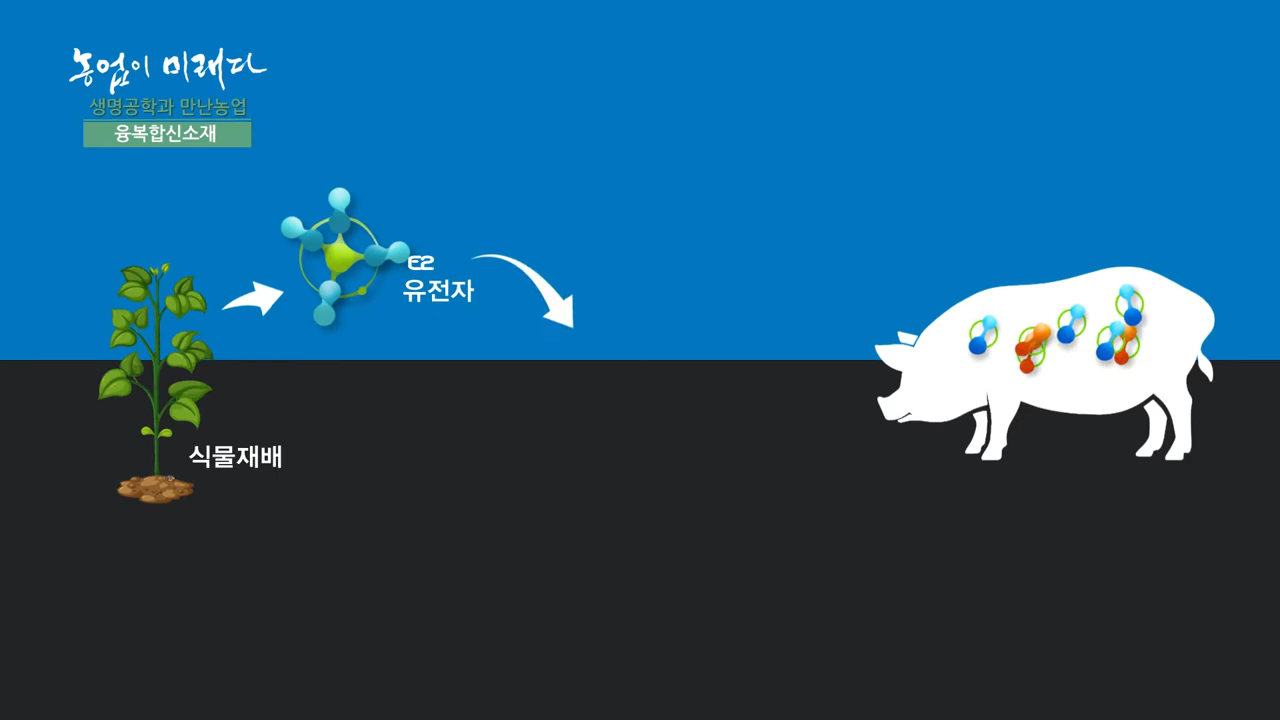 농업이 미래다
생명공학과 만난농업
융복합신소재
E2
유전자
식물재배